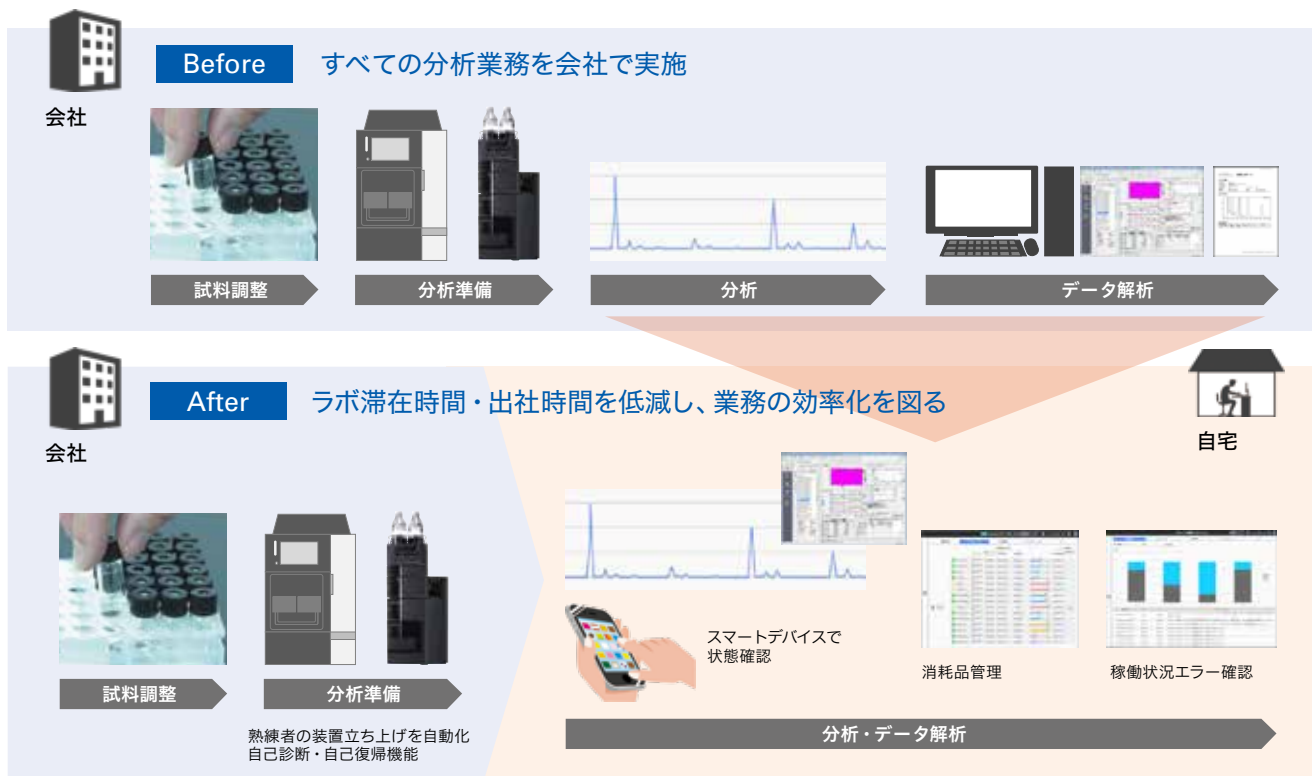 会社
Before
すべての分析業務を会社で実施
試料調整
分析準備
分析
データ解析
会社
After
ラボ滞在時間・出社時間を低減し、業務の効率化を図る
自宅
スマートデバイスで
状態確認
消耗品管理
稼働状況エラー確認
試料調整
分析準備
熟練者の装置立ち上げを自動化
自己診断・自己復帰機能
分析・データ解析